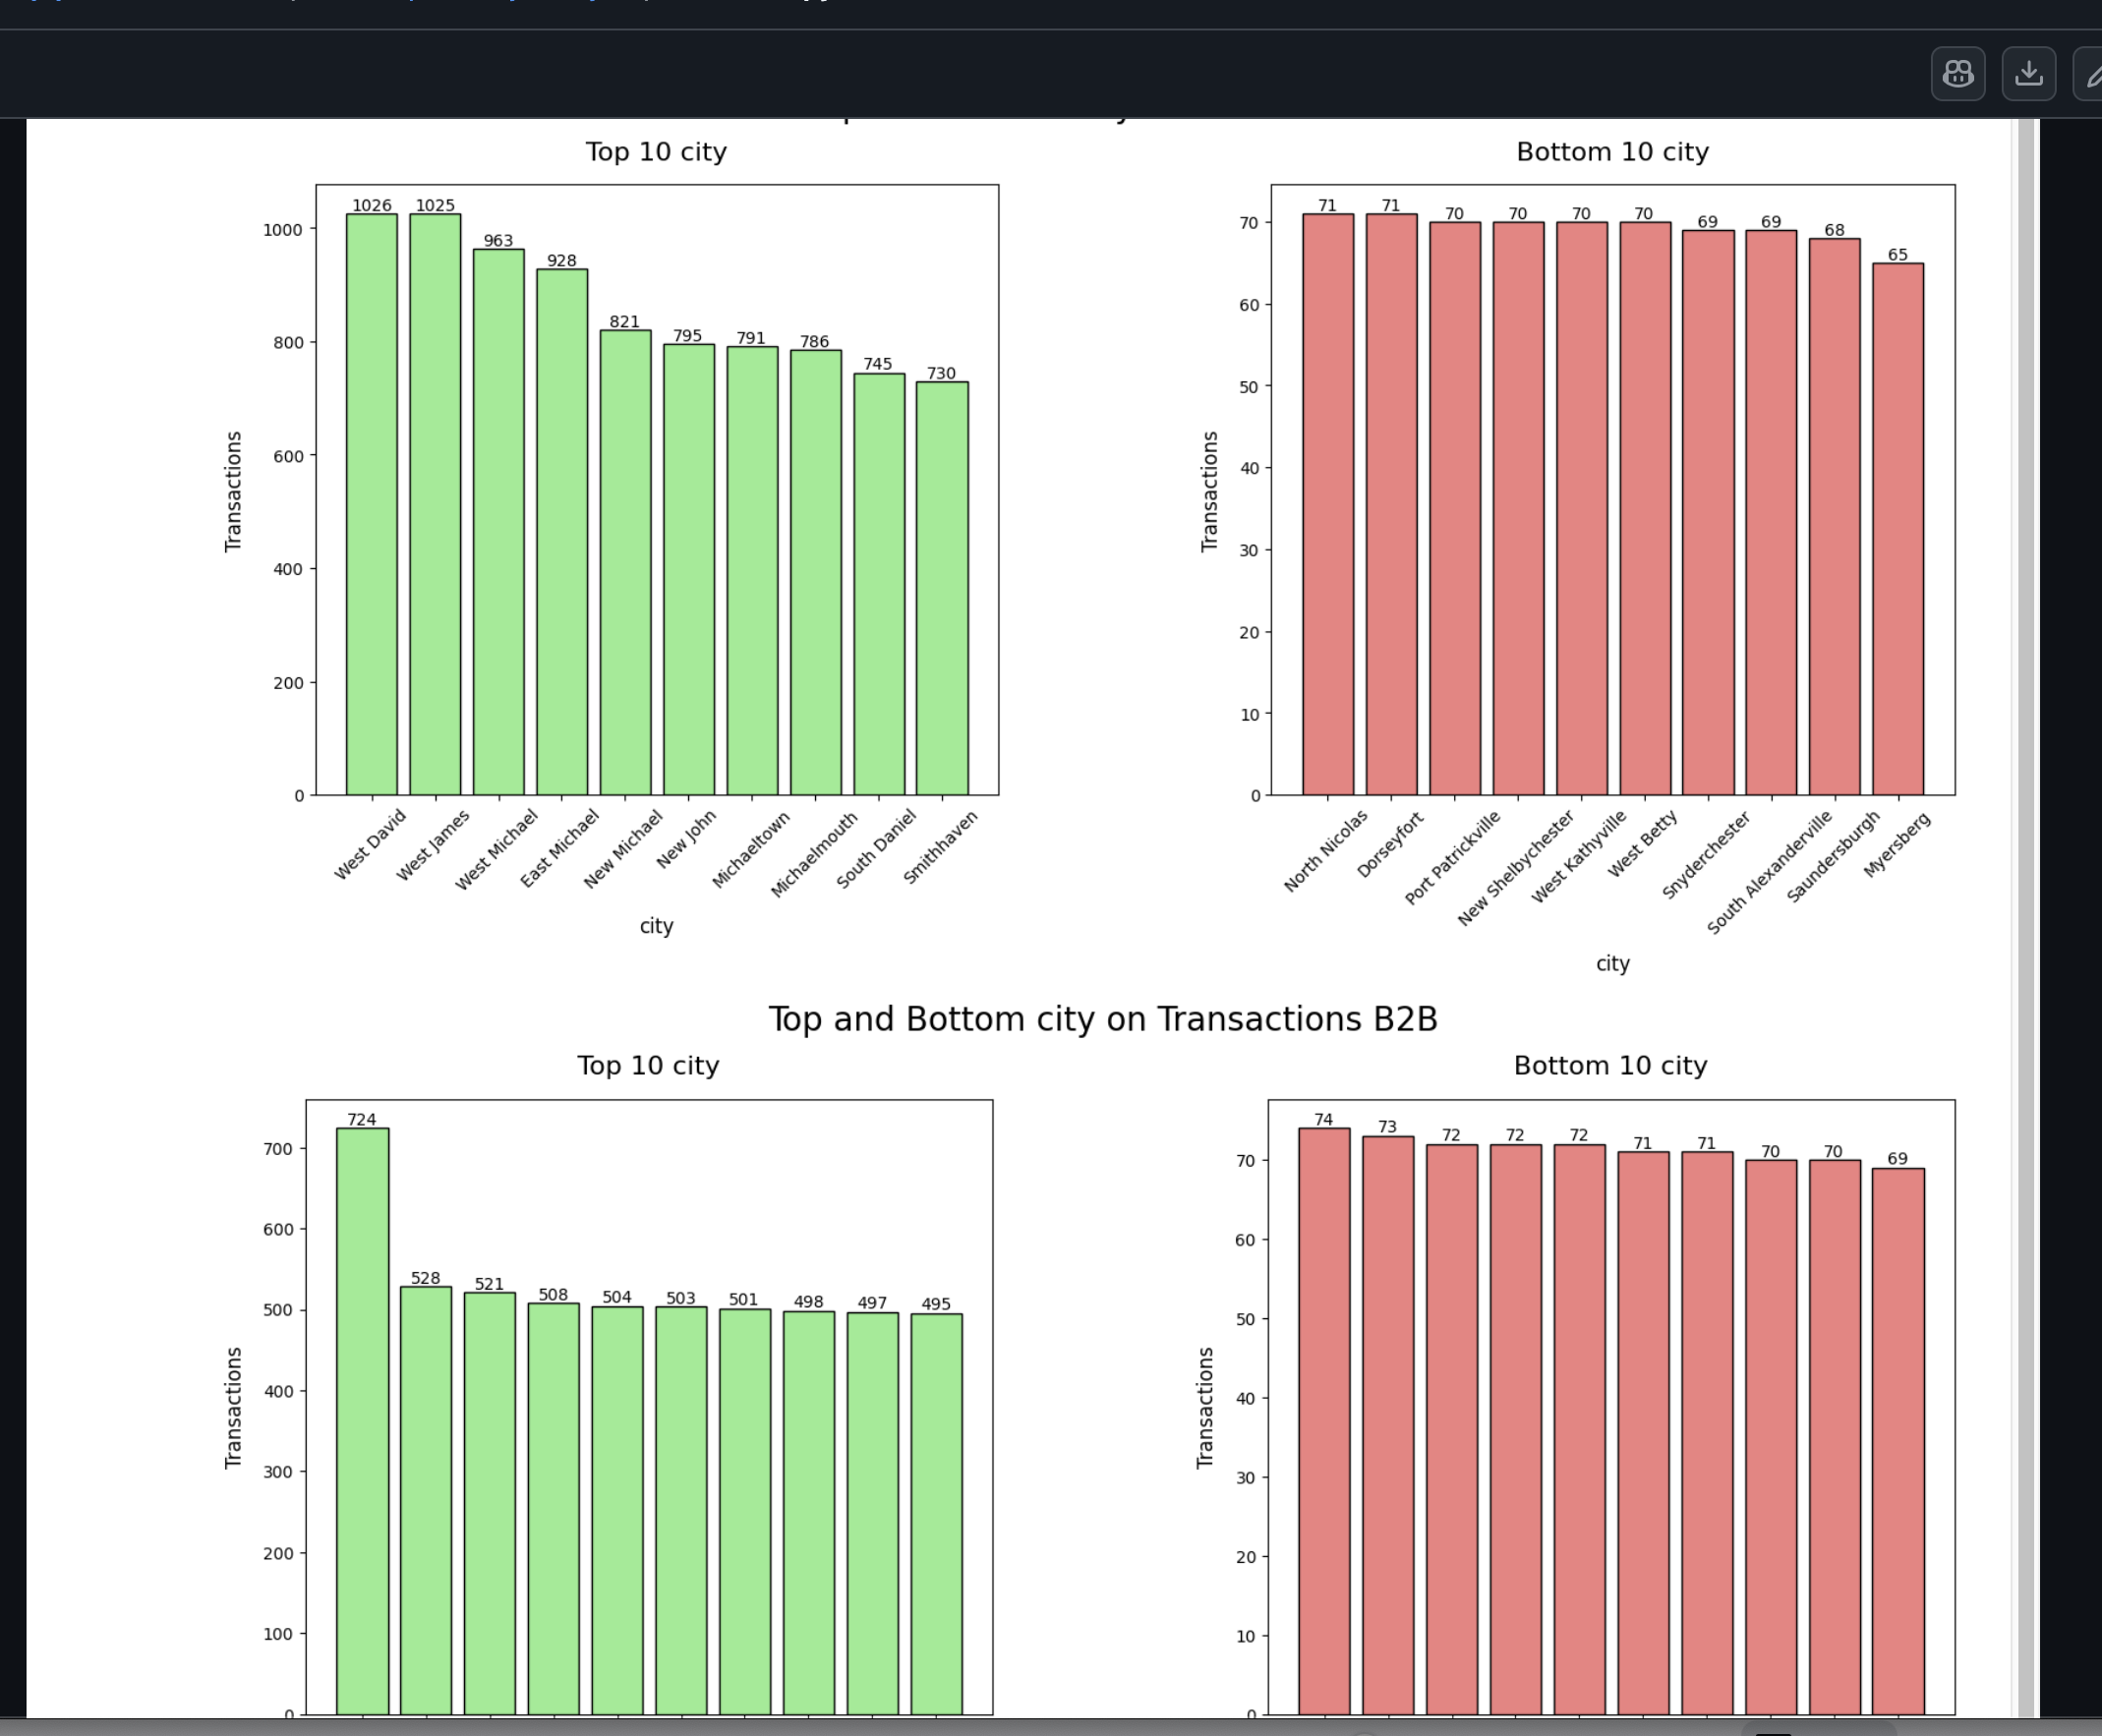 Top 10 city
1026 1025 963 928 821 795 791 786 745 730
1000
800
600
400
200
0
Transactions
West David West James West Michael East Michael New Michael New John Michaeltown Michaelmouth South Daniel Smithhaven
city
Bottom 10 city
71 71 70 70 70 70 69 69 68 65
70
60
50
40
30
20
10
0
Transactions
North Nicolas Dorseyfort Port Patrickville New Shelbychester West Kathyville West Betty Snyderchester South Alexanderville Saundersburgh Myersberg
city
Top and Bottom city on Transactions B2B
Top 10 city
724 528 521 508 504 503 501 498 497 495
700
600
500
400
300
200
100
0
Transactions
Bottom 10 city
74 73 72 72 72 71 71 70 70 69
70
60
50
40
30
20
10
0
Transactions